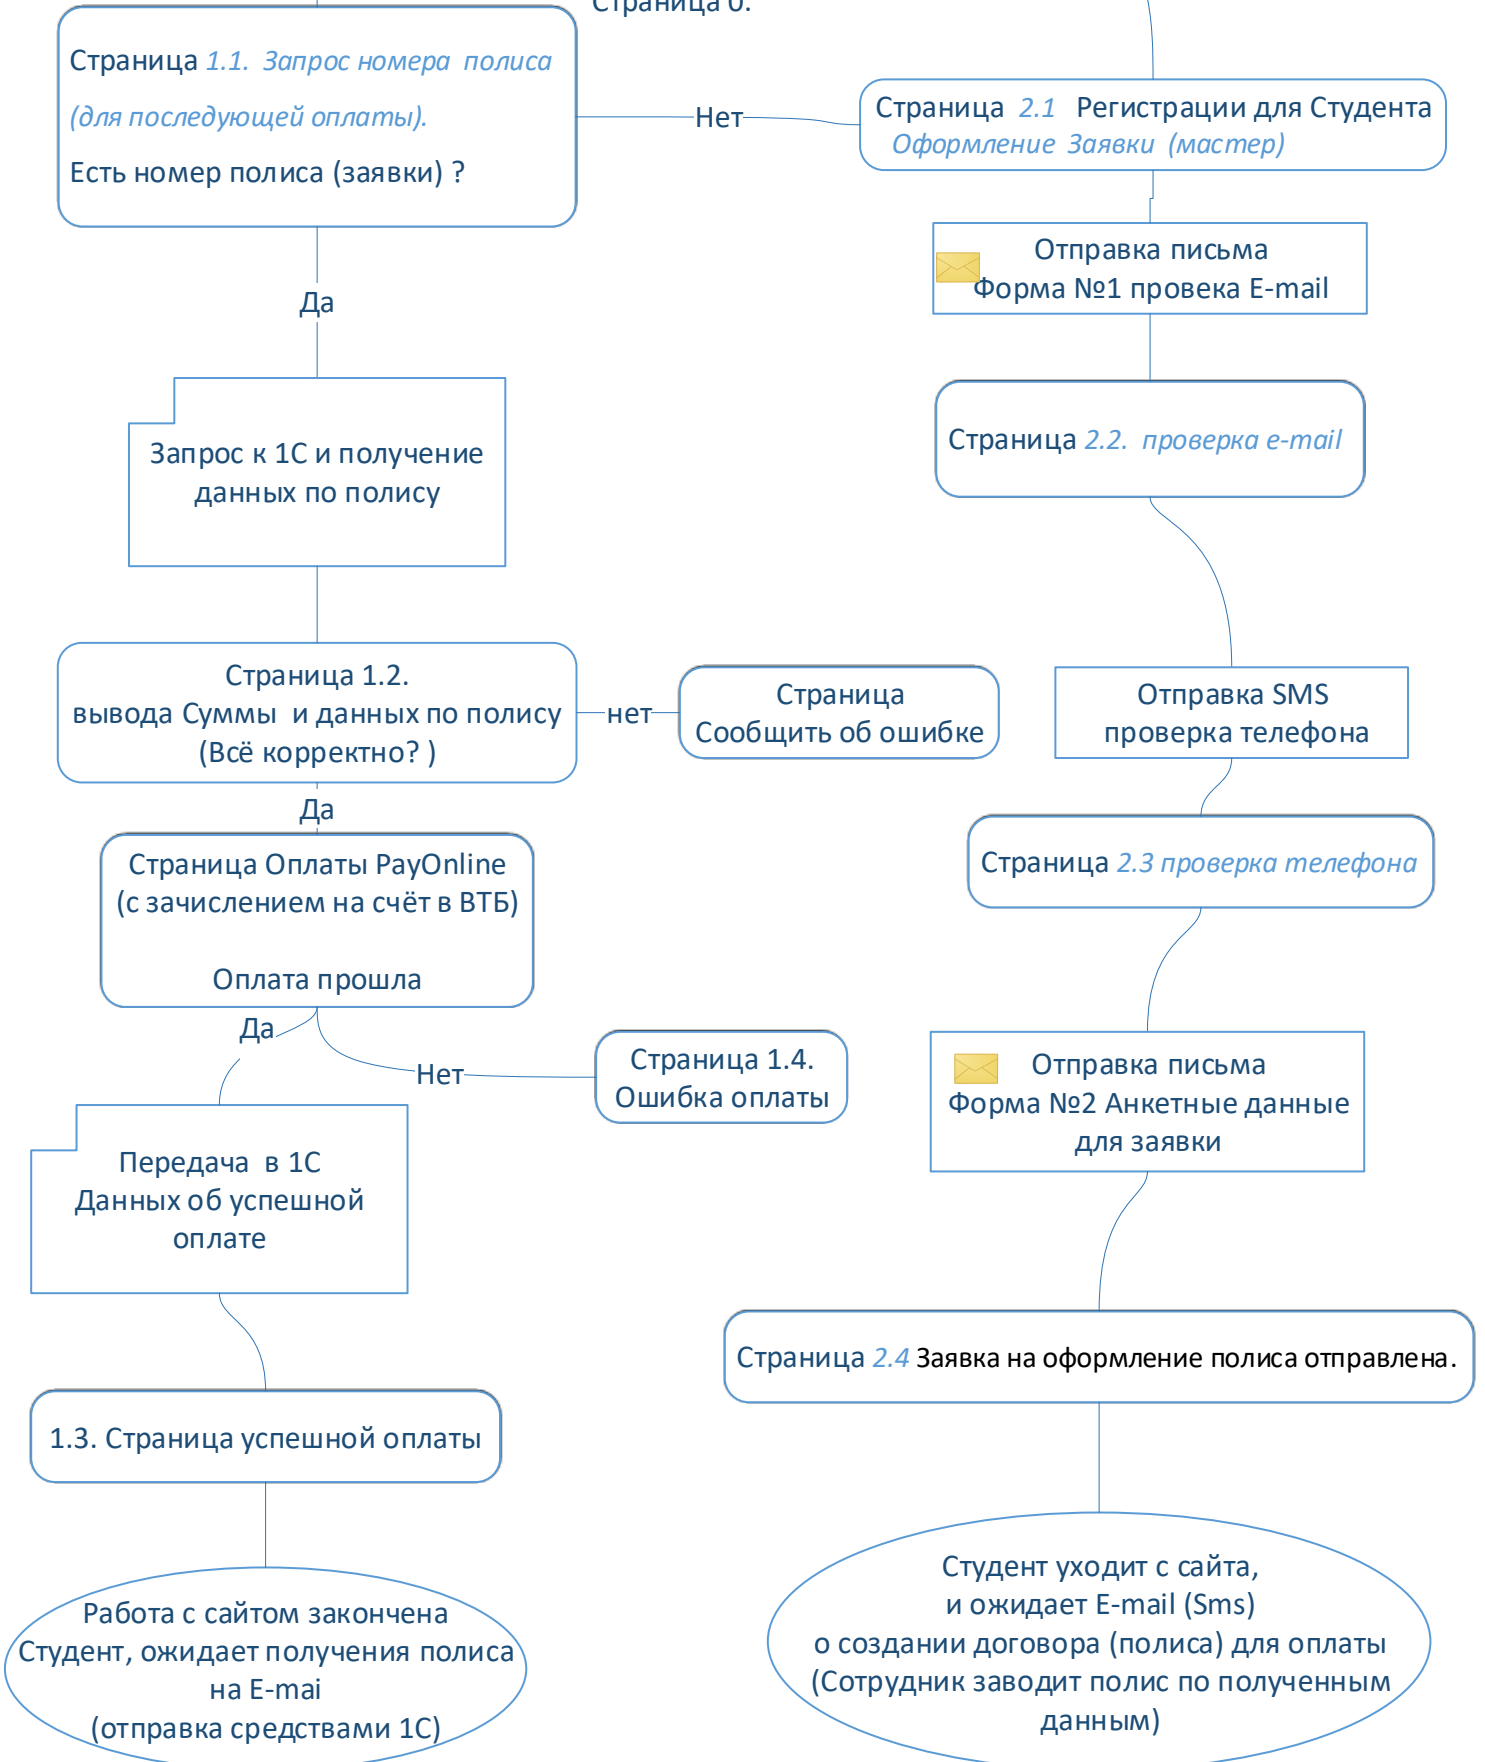 Страница 0.
Страница 1.1. Запрос номера полиса
(для последующей оплаты).
Есть номер полиса (заявки) ?
Нет
Страница 2.1 Регистрации для Студента
Оформление Заявки (мастер)
Отправка письма
Форма №1 провека E-mail
Да
Страница 2.2. проверка e-mail
Запрос к 1С и получение
данных по полису
Страница 1.2.
вывода Суммы и данных по полису
(Всё корректно? )
нет
Страница
Сообщить об ошибке
Отправка SMS
проверка телефона
Да
Страница Оплаты PayOnline
(с зачислением на счёт в ВТБ)
Оплата прошла
Страница 2.3 проверка телефона
Да
Нет
Страница 1.4.
Ошибка оплаты
Отправка письма
Форма №2 Анкетные данные
для заявки
Передача в 1С
Данных об успешной
оплате
Страница 2.4 Заявка на оформление полиса отправлена.
1.3. Страница успешной оплаты
Студент уходит с сайта,
и ожидает E-mail (Sms)
о создании договора (полиса) для оплаты
(Сотрудник заводит полис по полученным
данным)
Работа с сайтом закончена
Студент, ожидает получения полиса
на E-mai
(отправка средствами 1С)